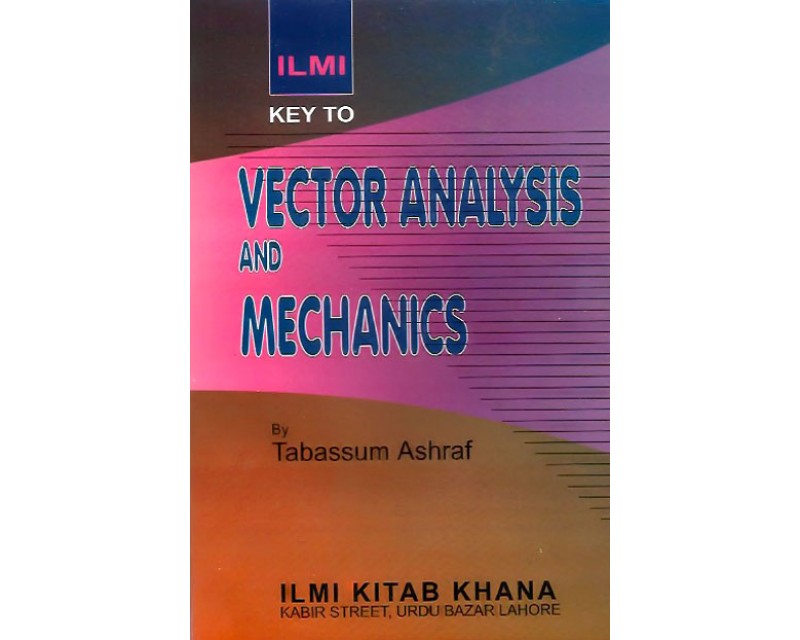 ILMI
KEY TO
VECTOR ANALYSIS
AND
MECHANICS
By
Tabassum Ashraf
ILMI KITAB KHANA
KABIR STREET, URDU BAZAR LAHORE